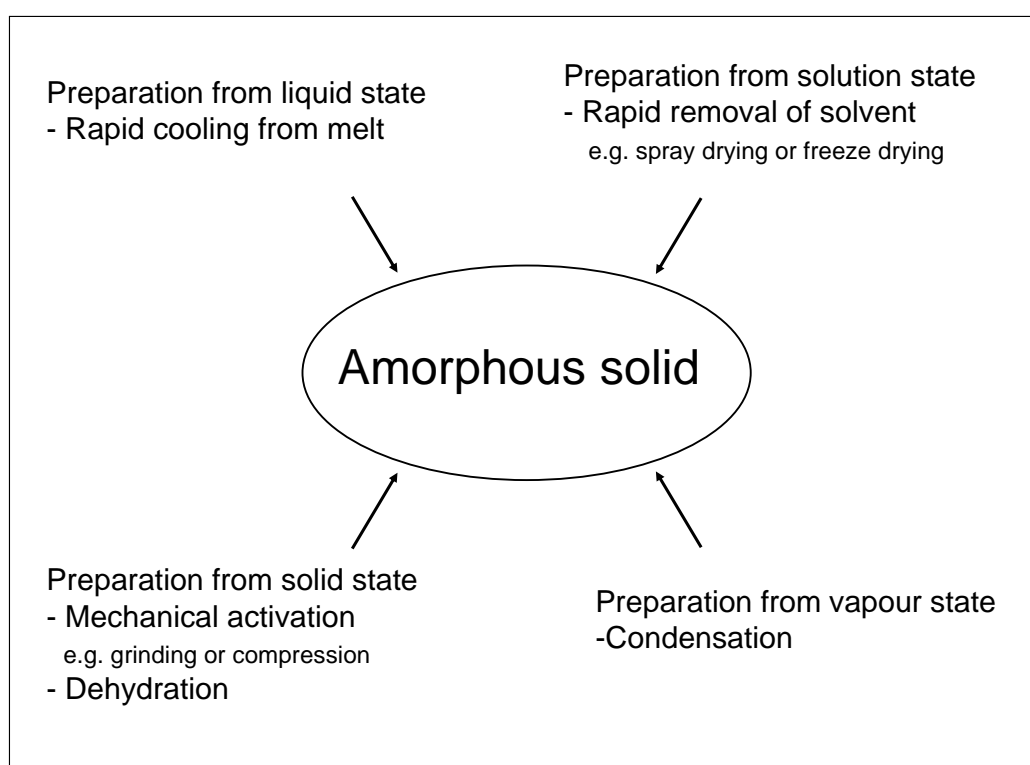 Preparation from liquid state
- Rapid cooling from melt
Preparation from solution state
- Rapid removal of solvent
e.g. spray drying or freeze drying
Amorphous solid
Preparation from solid state
- Mechanical activation
e.g. grinding or compression
- Dehydration
Preparation from vapour state
-Condensation